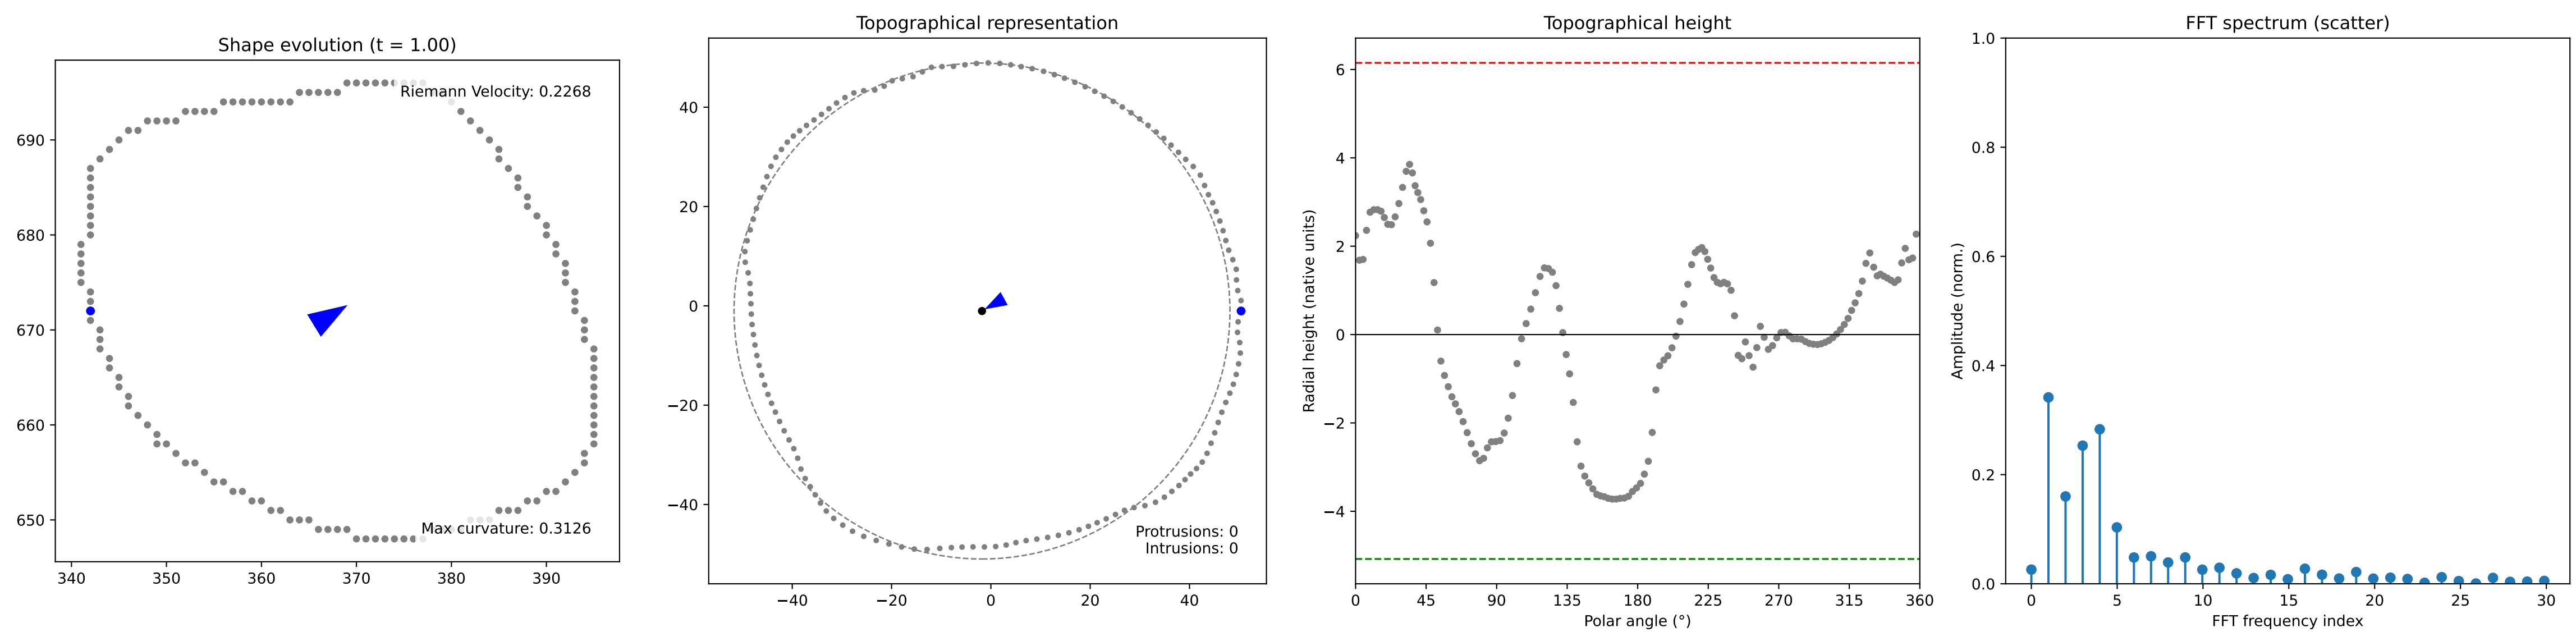 Shape evolution (t = 1.00)
Riemann Velocity: 0.2268
Max curvature: 0.3126
690
680
670
660
650
340 350 360 370 380 390
Topographical representation
40
20
0
−20
−40
Protrusions: 0
Intrusions: 0
−40 −20 0 20 40
Topographical height
Radial height (native units)
6
4
2
0
−2
−4
0 45 90 135 180 225 270 315 360
Polar angle (°)
FFT spectrum (scatter)
Amplitude (norm.)
1.0
0.8
0.6
0.4
0.2
0.0
0 5 10 15 20 25 30
FFT frequency index